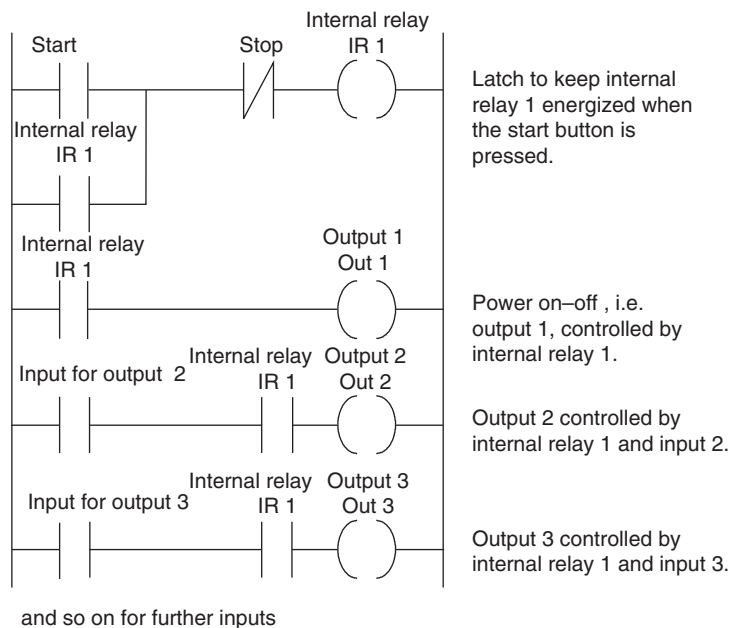 Internal relay
IR 1
Start
Stop
Latch to keep internal
relay 1 energized when
the start button is
pressed.
Internal relay
IR 1
Internal relay
IR 1
Output 1
Out 1
Power on–off , i.e.
output 1, controlled by
internal relay 1.
Input for output 2
Internal relay
IR 1
Output 2
Out 2
Output 2 controlled by
internal relay 1 and input 2.
Input for output 3
Internal relay
IR 1
Output 3
Out 3
Output 3 controlled by
internal relay 1 and input 3.
and so on for further inputs